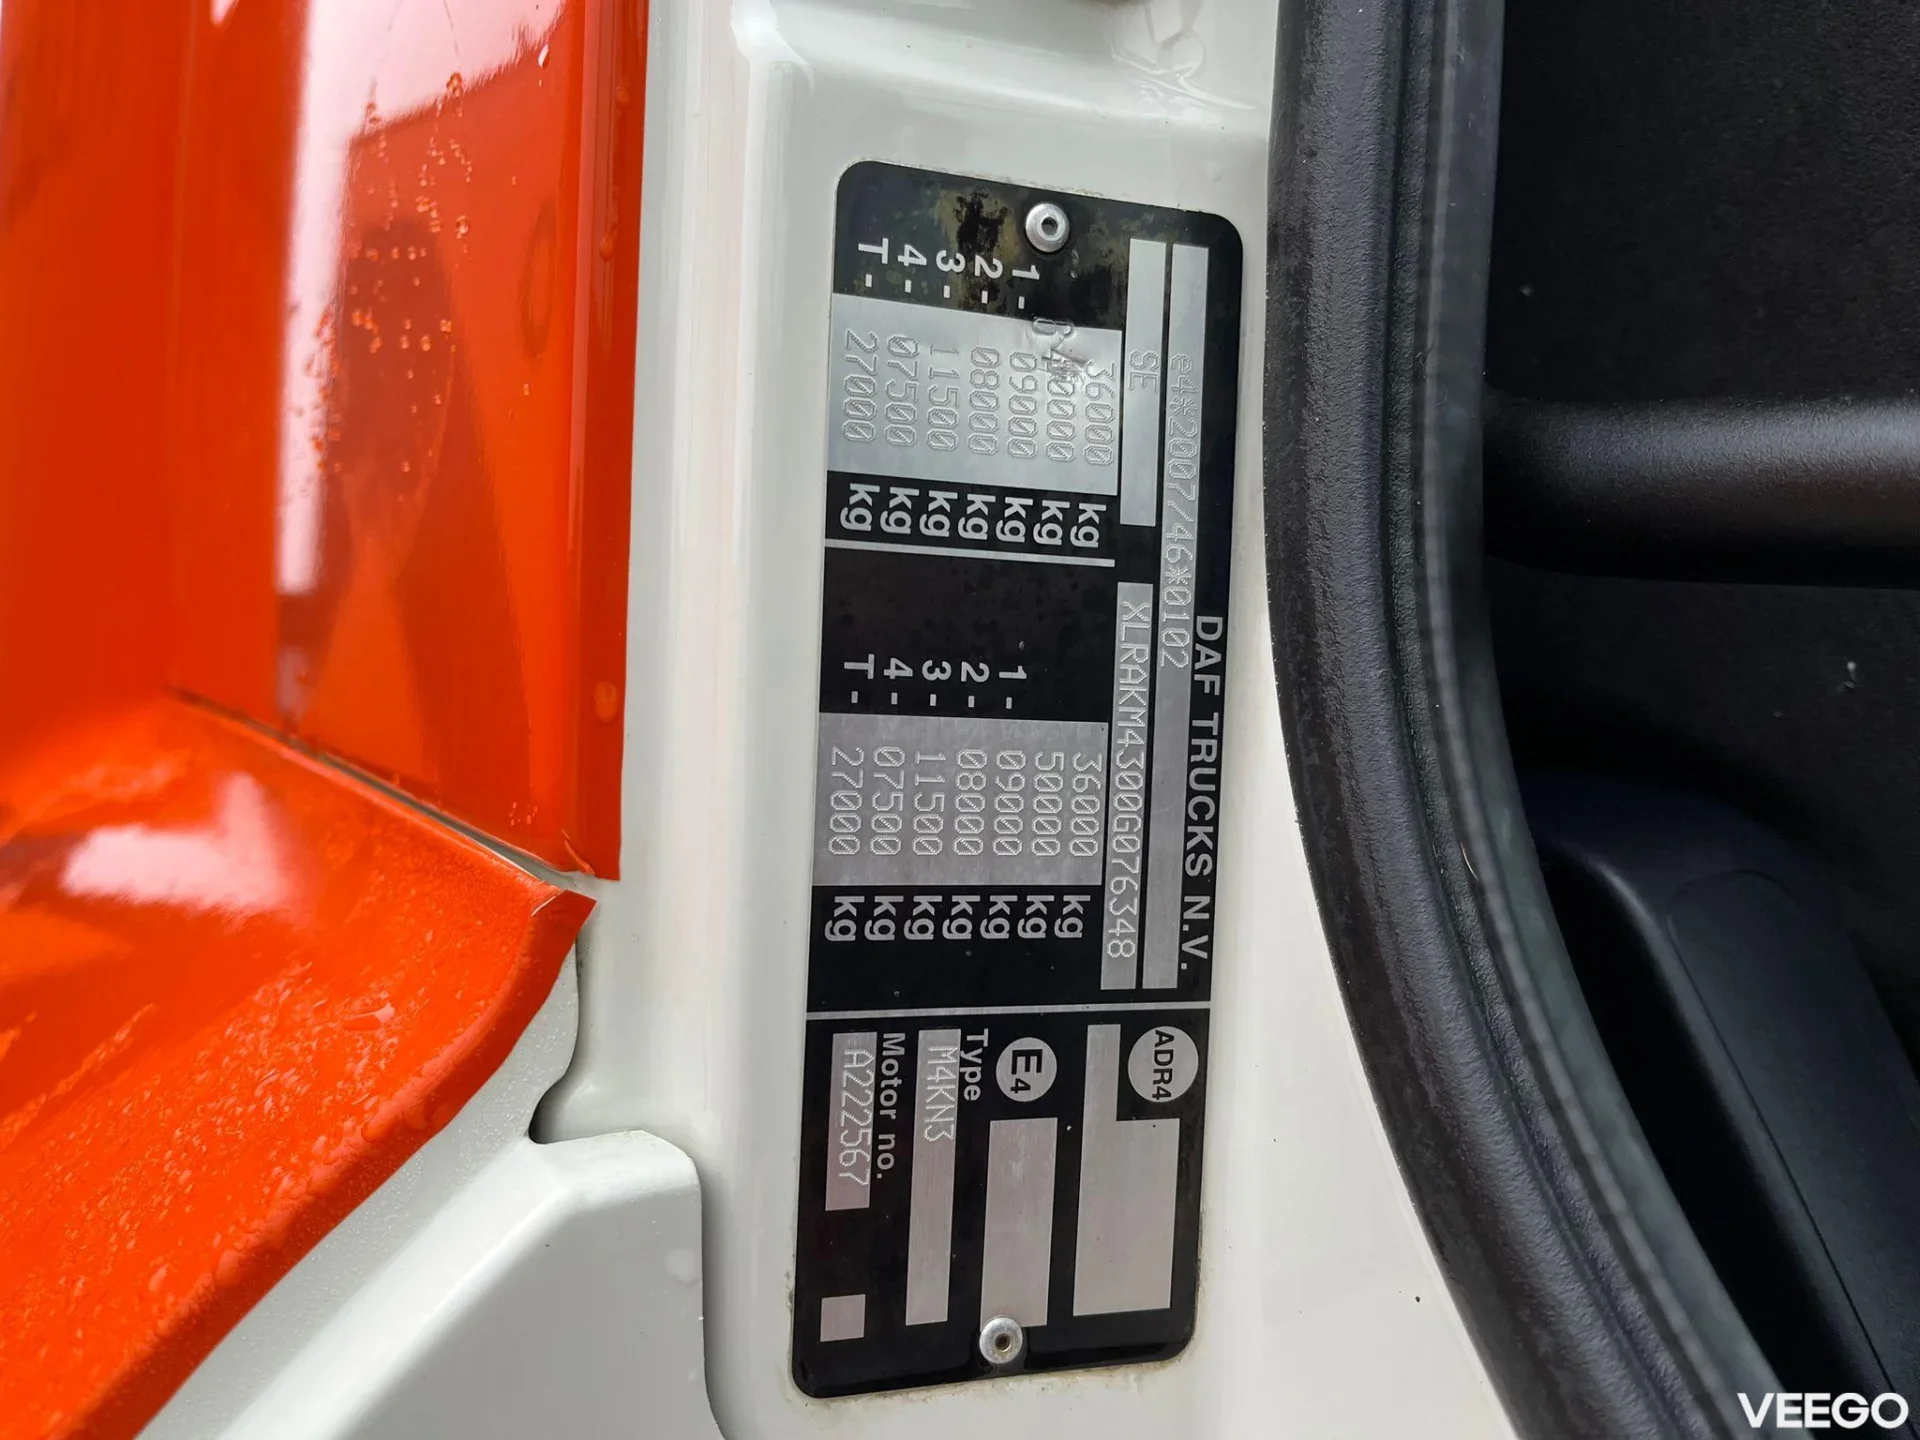 DAF TRUCKS N.V.
e4*2007/46*0102
SE XLRAKM4300G076348
36000 kg 36000 kg
kg 50000 kg
1- 09000 kg 1- 09000 kg
2- 08000 kg 2- 08000 kg
3- 11500 kg 3- 11500 kg
4- 07500 kg 4- 07500 kg
T- 27000 kg T- 27000 kg
ADR4
E4
Type
M4KN3
Motor no.
A222567
VEEGO